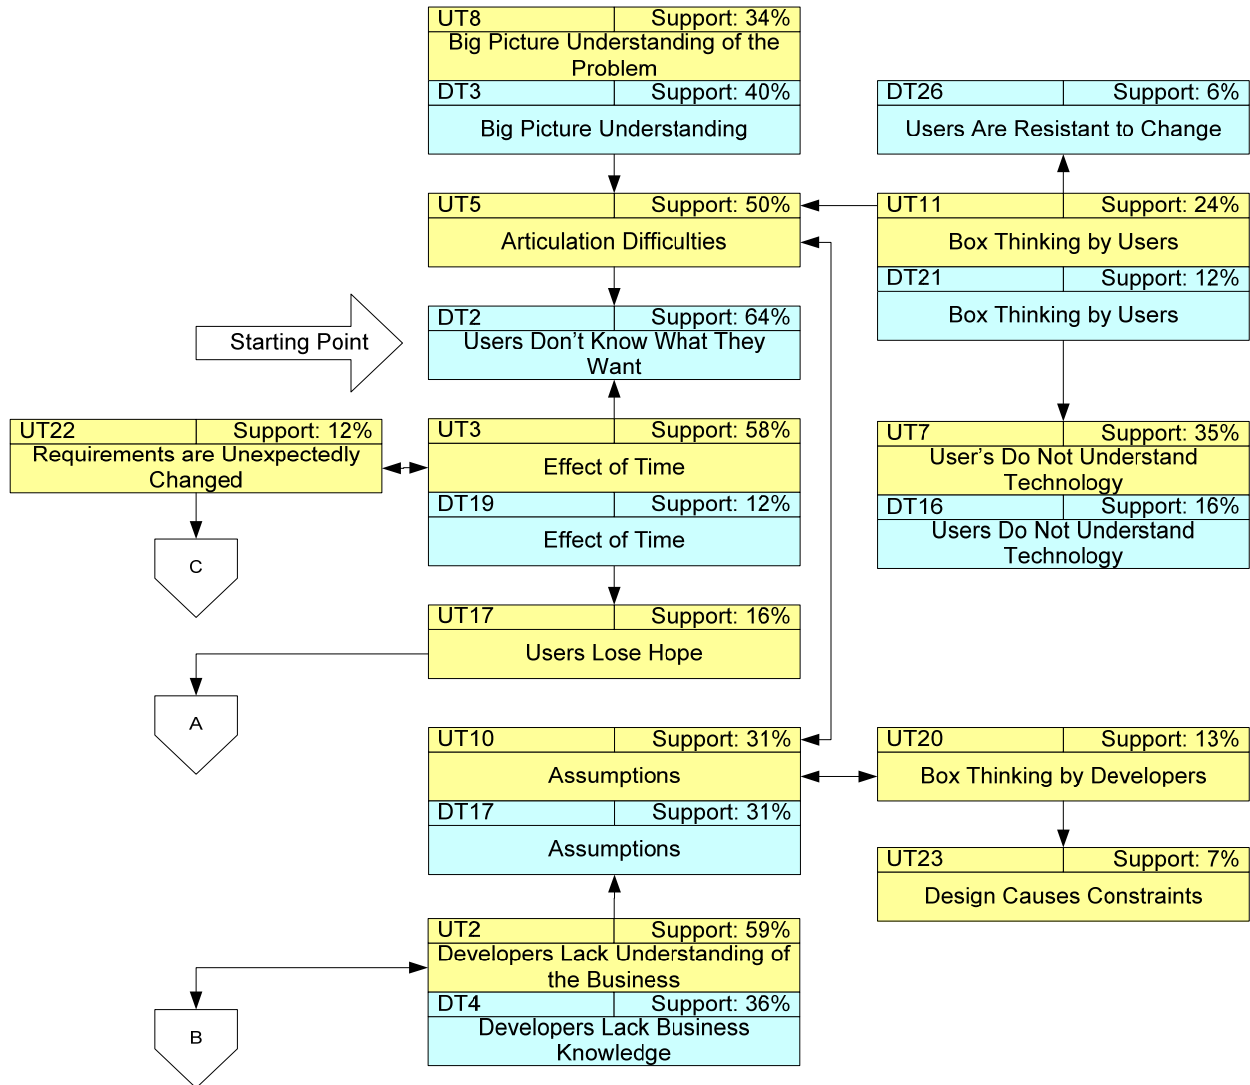 UT8 Support: 34%
Big Picture Understanding of the
Problem
DT3 Support: 40%
Big Picture Understanding
DT26 Support: 6%
Users Are Resistant to Change
UT5 Support: 50%
Articulation Difficulties
UT11 Support: 24%
Box Thinking by Users
DT21 Support: 12%
Box Thinking by Users
Starting Point
DT2 Support: 64%
Users Don’t Know What They
Want
UT22 Support: 12%
Requirements are Unexpectedly
Changed
UT3 Support: 58%
Effect of Time
DT19 Support: 12%
Effect of Time
UT7 Support: 35%
User’s Do Not Understand
Technology
DT16 Support: 16%
Users Do Not Understand
Technology
C
UT17 Support: 16%
Users Lose Hope
A
UT10 Support: 31%
Assumptions
DT17 Support: 31%
Assumptions
UT20 Support: 13%
Box Thinking by Developers
UT23 Support: 7%
Design Causes Constraints
UT2 Support: 59%
Developers Lack Understanding of
the Business
DT4 Support: 36%
Developers Lack Business
Knowledge
B